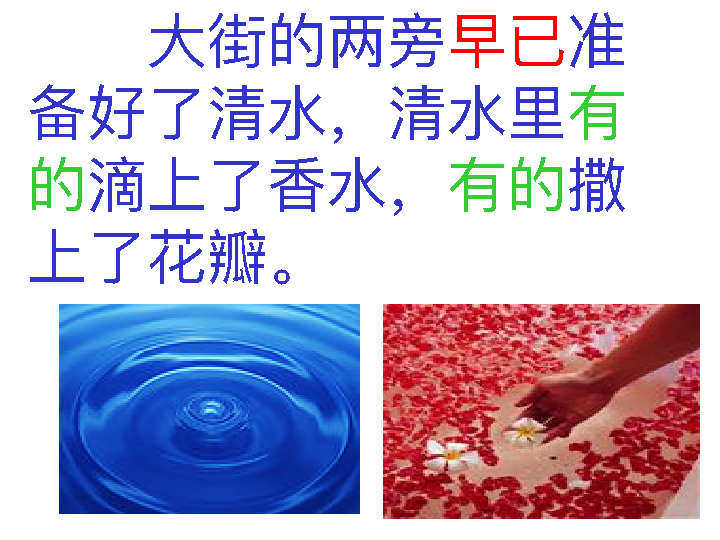 大街的两旁早已准
备好了清水，清水里有
的滴上了香水，有的撒
上了花瓣。